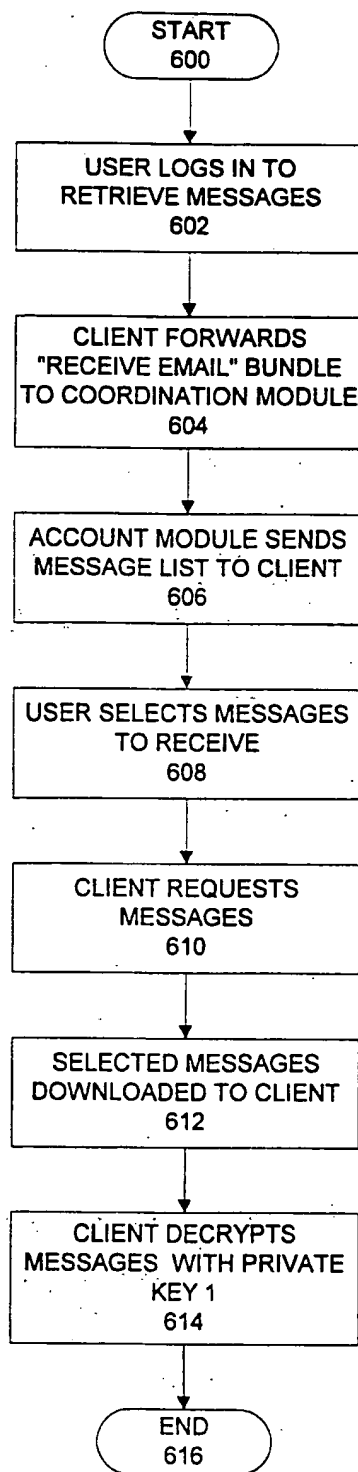 START
600
USER LOGS IN TO
RETRIEVE MESSAGES
602
CLIENT FORWARDS
"RECEIVE EMAIL" BUNDLE
TO COORDINATION MODULE
604
ACCOUNT MODULE SENDS
MESSAGE LIST TO CLIENT
606
USER SELECTS MESSAGES
TO RECEIVE
608
CLIENT REQUESTS
MESSAGES
610
SELECTED MESSAGES
DOWNLOADED TO CLIENT
612
CLIENT DECRYPTS
MESSAGES WITH PRIVATE
KEY 1
614
END
616